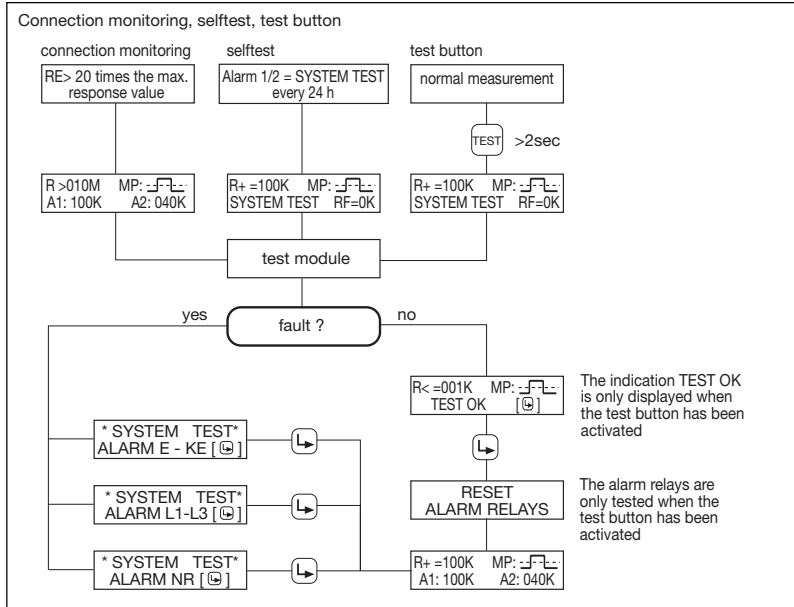 Connection monitoring, selftest, test button
connection monitoring
selftest
test button
RE> 20 times the max.
response value
Alarm 1/2 = SYSTEM TEST
every 24 h
normal measurement
TEST >2sec
R >010M MP:
A1: 100K A2: 040K
R+ =100K MP:
SYSTEM TEST RF=0K
R+ =100K MP:
SYSTEM TEST RF=0K
test module
yes
fault ?
no
R< =001K MP:
TEST OK [ ]
The indication TEST OK
is only displayed when
the test button has been
activated
* SYSTEM TEST*
ALARM E - KE [ ]
* SYSTEM TEST*
ALARM L1-L3 [ ]
* SYSTEM TEST*
ALARM NR [ ]
RESET
ALARM RELAYS
The alarm relays are
only tested when the
test button has been
activated
R+ =100K MP:
A1: 100K A2: 040K